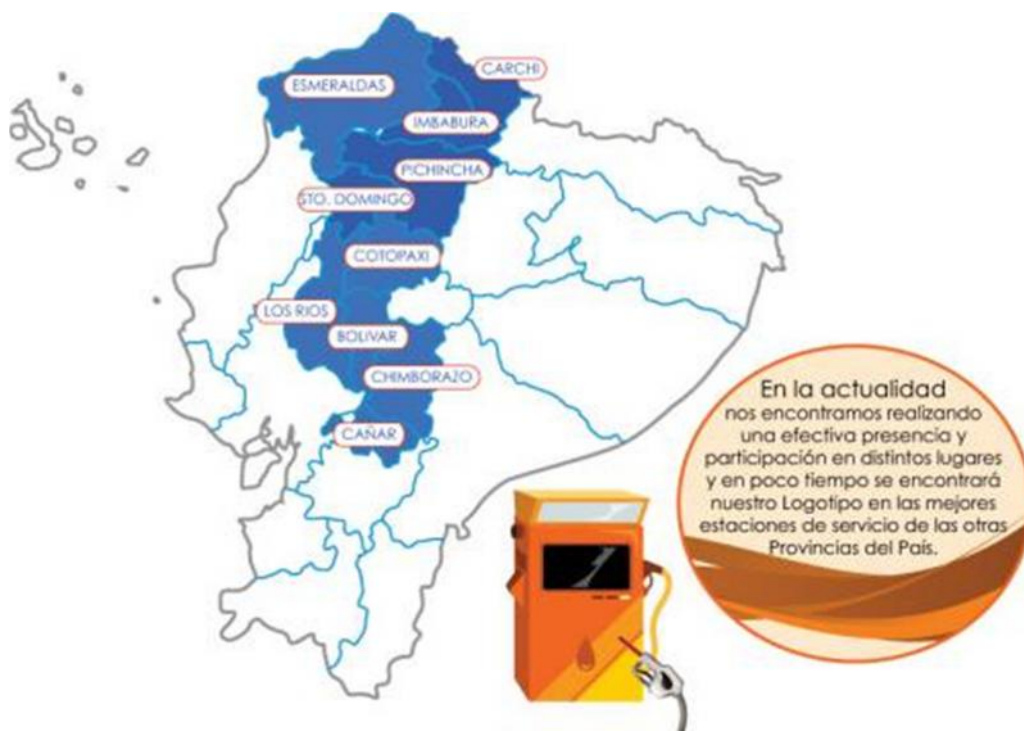 CARCHI
ESMERALDAS
IMBABURA
PICHINCHA
STO. DOMINGO
COTOPAXI
LOS RIOS
BOLIVAR
CHIMBORAZO
CAÑAR
En la actualidad
nos encontramos realizando
una efectiva presencia y
participación en distintos lugares
y en poco tiempo se encontrará
nuestro Logotipo en las mejores
estaciones de servicio de las otras
Provincias del País.